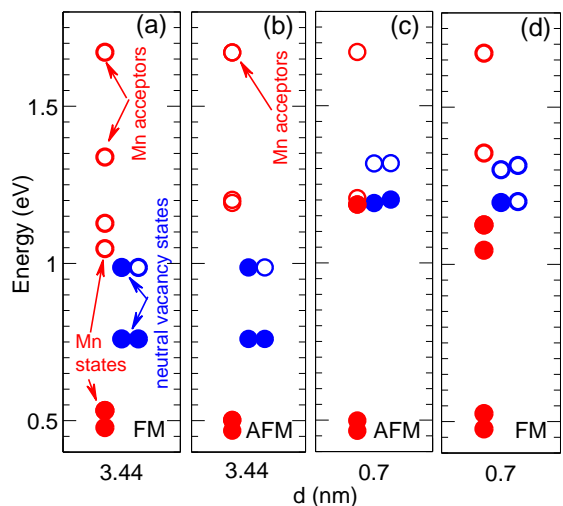 (a)
(b)
(c)
(d)
1.5
1
0.5
Energy (eV)
Mn acceptors
Mn acceptors
neutral vacancy states
Mn
states
FM
AFM
AFM
FM
3.44
3.44
0.7
0.7
d (nm)